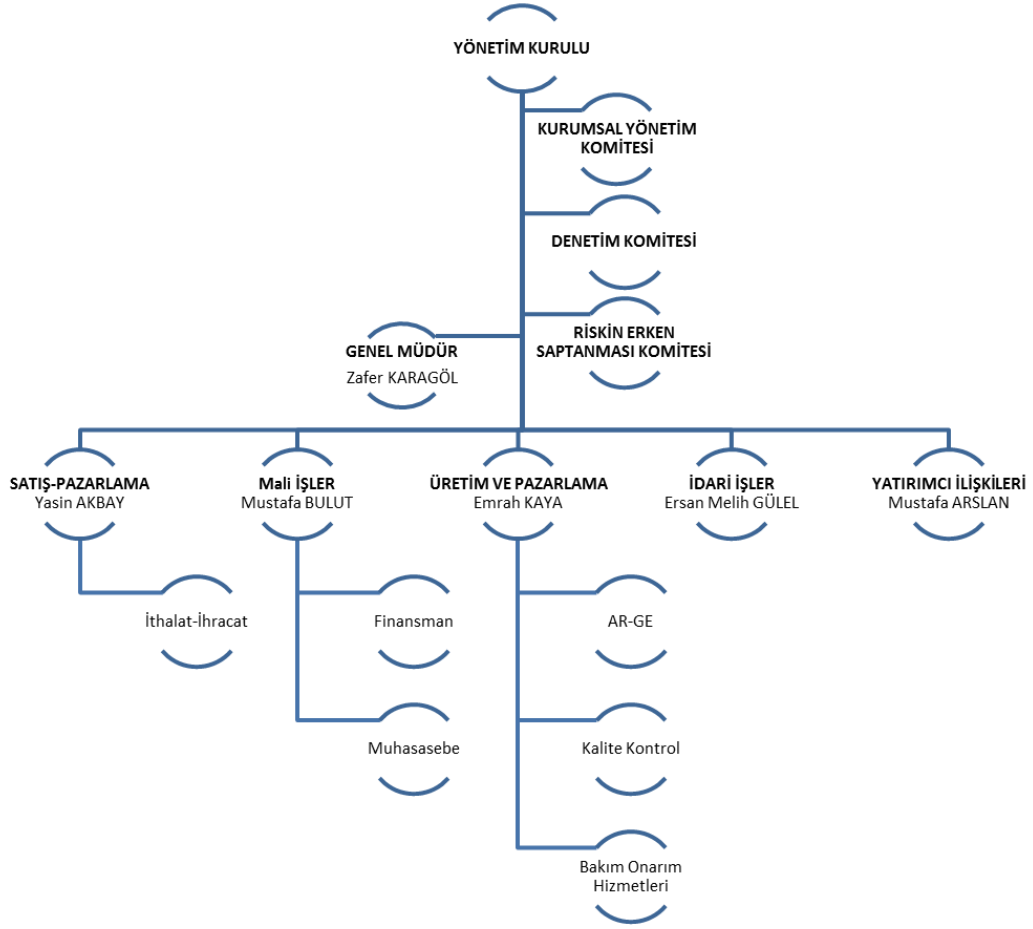 YÖNETİM KURULU
KURUMSAL YÖNETİM
KOMİTESİ
DENETİM KOMİTESİ
RİSKİN ERKEN
SAPTANMASI KOMİTESİ
GENEL MÜDÜR
Zafer KARAGÖL
SATIŞ-PAZARLAMA
Yasin AKBAY
Mali İŞLER
Mustafa BULUT
ÜRETİM VE PAZARLAMA
Emrah KAYA
İDARİ İŞLER
Ersan Melih GÜLEL
YATIRIMCI İLİŞKİLERİ
Mustafa ARSLAN
İthalat-İhracat
Finansman
Muhasasebe
AR-GE
Kalite Kontrol
Bakım Onarım
Hizmetleri